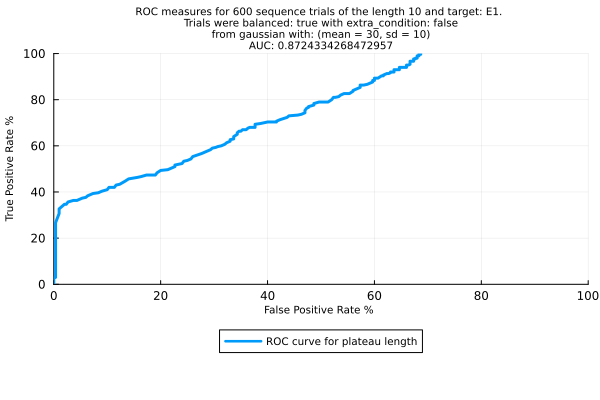 ROC measures for 600 sequence trials of the length 10 and target: E1.
Trials were balanced: true with extra_condition: false
from gaussian with: (mean = 30, sd = 10)
AUC: 0.8724334268472957
100
80
60
40
20
0
True Positive Rate %
0 20 40 60 80 100
False Positive Rate %
ROC curve for plateau length